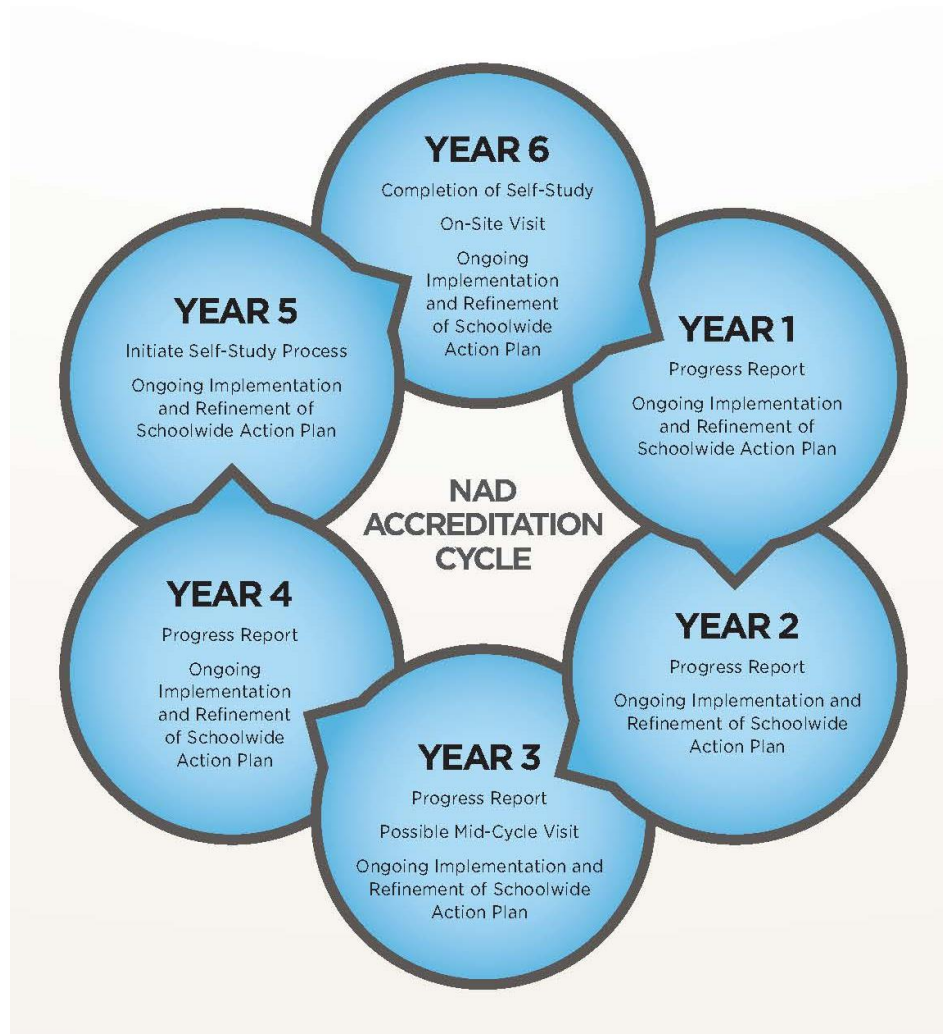 YEAR 6
Completion of Self-Study
On-Site Visit
Ongoing
Implementation
and Refinement
of Schoolwide
Action Plan
YEAR 1
Progress Report
Ongoing Implementation
and Refinement of
Schoolwide Action Plan
YEAR 2
Progress Report
Ongoing Implementation and
Refinement of Schoolwide
Action Plan
YEAR 3
Progress Report
Possible Mid-Cycle Visit
Ongoing Implementation and
Refinement of Schoolwide
Action Plan
YEAR 4
Progress Report
Ongoing
Implementation
and Refinement
of Schoolwide
Action Plan
YEAR 5
Initiate Self-Study Process
Ongoing Implementation
and Refinement of
Schoolwide Action Plan
NAD
ACCREDITATION
CYCLE